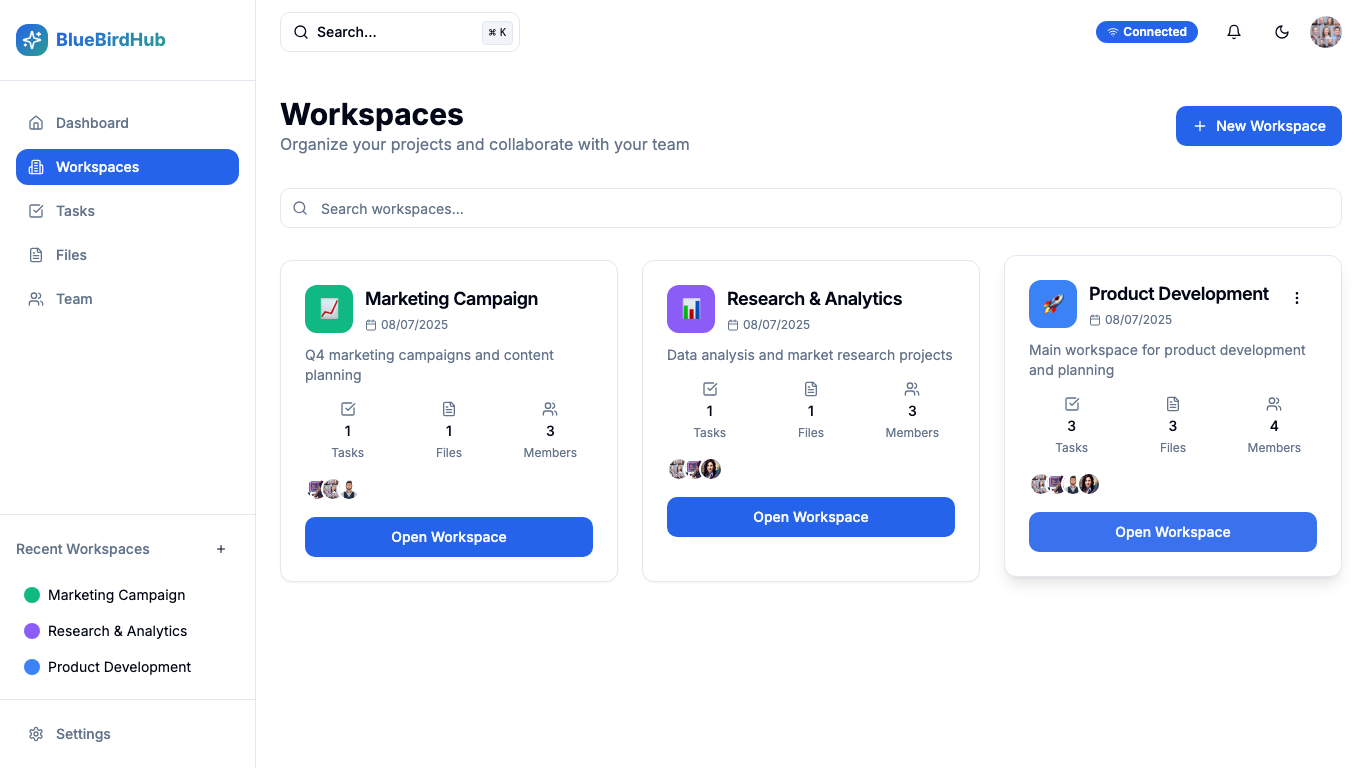 BlueBirdHub
Search...
⌘ K
Connected
Dashboard
Workspaces
Tasks
Files
Team
Workspaces
Organize your projects and collaborate with your team
New Workspace
Search workspaces...
Marketing Campaign
08/07/2025
Q4 marketing campaigns and content
planning
1
1
3
Tasks
Files
Members
Open Workspace
Research & Analytics
08/07/2025
Data analysis and market research projects
1
1
3
Tasks
Files
Members
Open Workspace
Product Development
08/07/2025
Main workspace for product development
and planning
3
3
4
Tasks
Files
Members
Open Workspace
Recent Workspaces
Marketing Campaign
Research & Analytics
Product Development
Settings